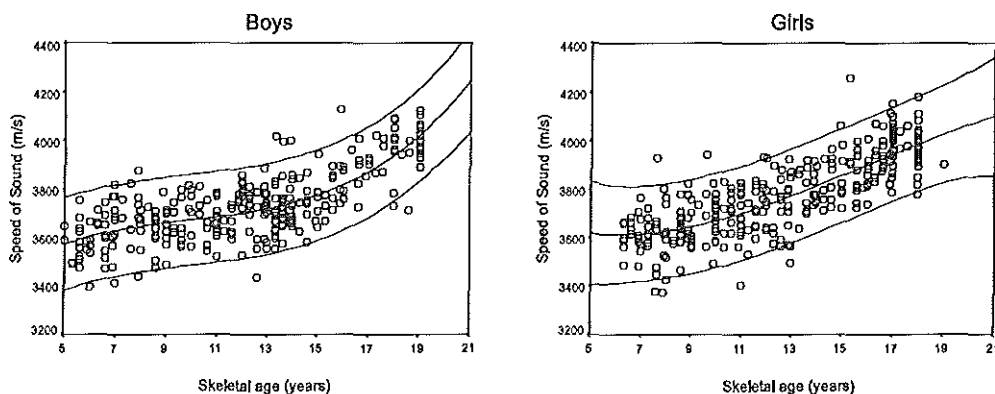 Boys
4400
4200
4000
3800
3600
3400
3200
Speed of Sound (m/s)
5 7 9 11 13 15 17 19 21
Skeletal age (years)
Girls
4400
4200
4000
3800
3600
3400
3200
Speed of Sound (m/s)
5 7 9 11 13 15 17 19 21
Skeletal age (years)